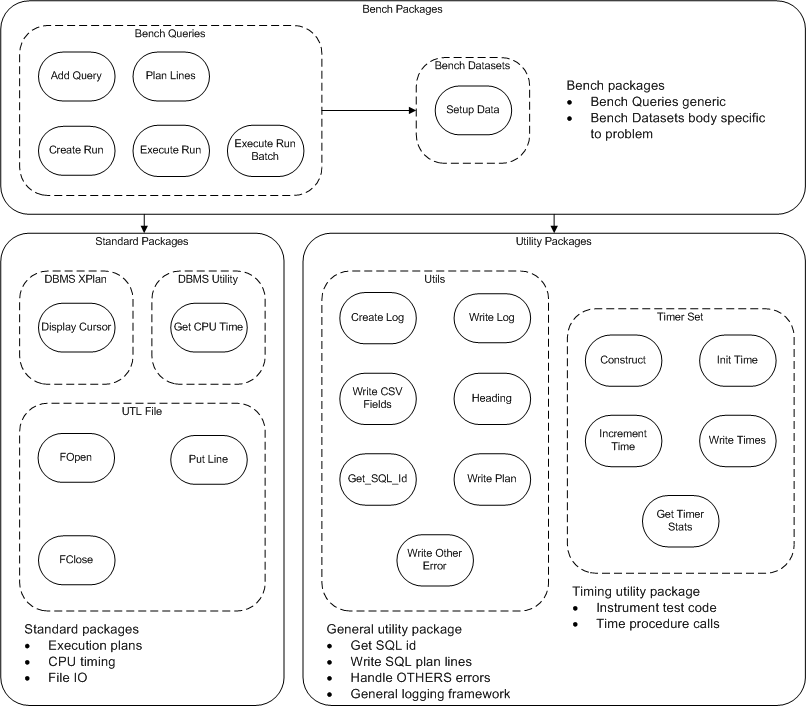 Bench Packages
Bench Queries
Add Query
Plan Lines
Create Run
Execute Run
Execute Run
Batch
Bench Datasets
Setup Data
Bench packages
• Bench Queries generic
• Bench Datasets body specific
to problem
Standard Packages
DBMS XPlan
Display Cursor
DBMS Utility
Get CPU Time
UTL File
FOpen
Put Line
FClose
Standard packages
• Execution plans
• CPU timing
• File IO
Utility Packages
Utils
Create Log
Write Log
Write CSV
Fields
Heading
Get_SQL_Id
Write Plan
Write Other
Error
General utility package
• Get SQL id
• Write SQL plan lines
• Handle OTHERS errors
• General logging framework
Timer Set
Construct
Init Time
Increment
Time
Write Times
Get Timer
Stats
Timing utility package
• Instrument test code
• Time procedure calls